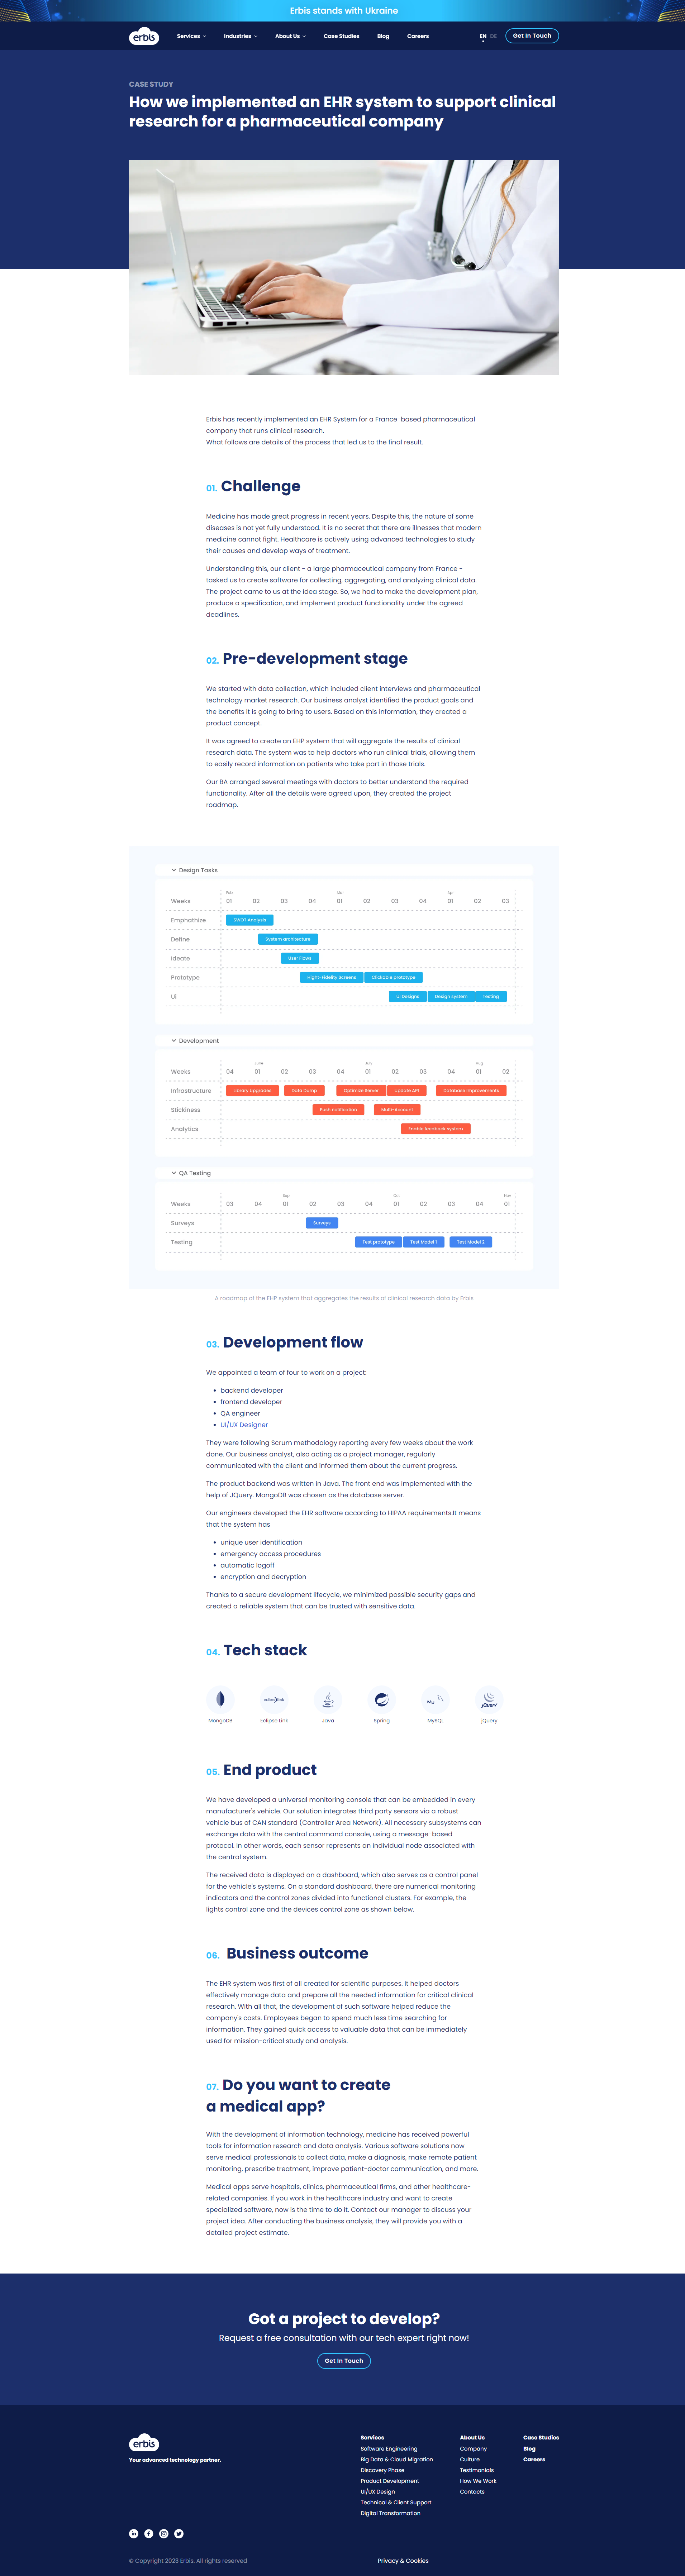 Erbis stands with Ukraine
erbis Services Industries About Us Case Studies Blog Careers EN DE Get In Touch
CASE STUDY
How we implemented an EHR system to support clinical
research for a pharmaceutical company
Erbis has recently implemented an EHR System for a France-based pharmaceutical
company that runs clinical research.
What follows are details of the process that led us to the final result.
01. Challenge
Medicine has made great progress in recent years. Despite this, the nature of some
diseases is not yet fully understood. It is no secret that there are illnesses that modern
medicine cannot fight. Healthcare is actively using advanced technologies to study
their causes and develop ways of treatment.
Understanding this, our client - a large pharmaceutical company from France -
tasked us to create software for collecting, aggregating, and analyzing clinical data.
The project came to us at the idea stage. So, we had to make the development plan,
produce a specification, and implement product functionality under the agreed
deadlines.
02. Pre-development stage
We started with data collection, which included client interviews and pharmaceutical
technology market research. Our business analyst identified the product goals and
the benefits it is going to bring to users. Based on this information, they created a
product concept.
It was agreed to create an EHP system that will aggregate the results of clinical
research data. The system was to help doctors who run clinical trials, allowing them
to easily record information on patients who take part in those trials.
Our BA arranged several meetings with doctors to better understand the required
functionality. After all the details were agreed upon, they created the project
roadmap.
Design Tasks
Feb Mar Apr
Weeks 01 02 03 04 01 02 03 04 01 02 03
Emphathize SWOT Analysis
Define System architecture
Ideate User Flows
Prototype Hight-Fidelity Screens Clickable prototype
Ui UI Designs Design system Testing
Development
June July Aug
Weeks 04 01 02 03 04 01 02 03 04 01 02
Infrastructure Library Upgrades Data Dump Optimize Server Update API Database Improvements
Stickiness Push notification Multi-Account
Analytics Enable feedback system
QA Testing
Sep Oct Nov
Weeks 03 04 01 02 03 04 01 02 03 04 01
Surveys Surveys
Testing Test prototype Test Model 1 Test Model 2
A roadmap of the EHP system that aggregates the results of clinical research data by Erbis
03. Development flow
We appointed a team of four to work on a project:
• backend developer
• frontend developer
• QA engineer
• UI/UX Designer
They were following Scrum methodology reporting every few weeks about the work
done. Our business analyst, also acting as a project manager, regularly
communicated with the client and informed them about the current progress.
The product backend was written in Java. The front end was implemented with the
help of JQuery. MongoDB was chosen as the database server.
Our engineers developed the EHR software according to HIPAA requirements.It means
that the system has
• unique user identification
• emergency access procedures
• automatic logoff
• encryption and decryption
Thanks to a secure development lifecycle, we minimized possible security gaps and
created a reliable system that can be trusted with sensitive data.
04. Tech stack
MongoDB Eclipse Link Java Spring MySQL jQuery
05. End product
We have developed a universal monitoring console that can be embedded in every
manufacturer's vehicle. Our solution integrates third party sensors via a robust
vehicle bus of CAN standard (Controller Area Network). All necessary subsystems can
exchange data with the central command console, using a message-based
protocol. In other words, each sensor represents an individual node associated with
the central system.
The received data is displayed on a dashboard, which also serves as a control panel
for the vehicle's systems. On a standard dashboard, there are numerical monitoring
indicators and the control zones divided into functional clusters. For example, the
lights control zone and the devices control zone as shown below.
06. Business outcome
The EHR system was first of all created for scientific purposes. It helped doctors
effectively manage data and prepare all the needed information for critical clinical
research. With all that, the development of such software helped reduce the
company's costs. Employees began to spend much less time searching for
information. They gained quick access to valuable data that can be immediately
used for mission-critical study and analysis.
07. Do you want to create
a medical app?
With the development of information technology, medicine has received powerful
tools for information research and data analysis. Various software solutions now
serve medical professionals to collect data, make a diagnosis, make remote patient
monitoring, prescribe treatment, improve patient-doctor communication, and more.
Medical apps serve hospitals, clinics, pharmaceutical firms, and other healthcare-
related companies. If you work in the healthcare industry and want to create
specialized software, now is the time to do it. Contact our manager to discuss your
project idea. After conducting the business analysis, they will provide you with a
detailed project estimate.
Got a project to develop?
Request a free consultation with our tech expert right now!
Get In Touch
erbis
Your advanced technology partner.
Services
Software Engineering
Big Data & Cloud Migration
Discovery Phase
Product Development
UI/UX Design
Technical & Client Support
Digital Transformation
About Us
Company
Culture
Testimonials
How We Work
Contacts
Case Studies
Blog
Careers
© Copyright 2023 Erbis. All rights reserved
Privacy & Cookies